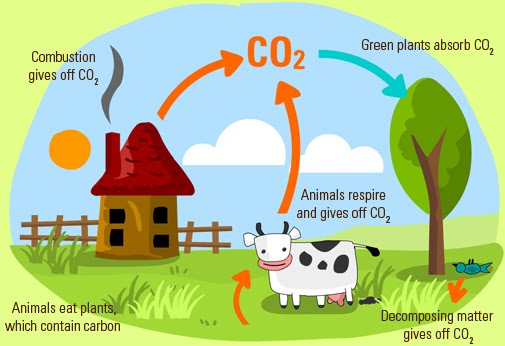 Combustion
gives off CO₂
CO₂
Green plants absorb CO₂
Animals respire
and gives off CO₂
Animals eat plants,
which contain carbon
Decomposing matter
gives off CO₂